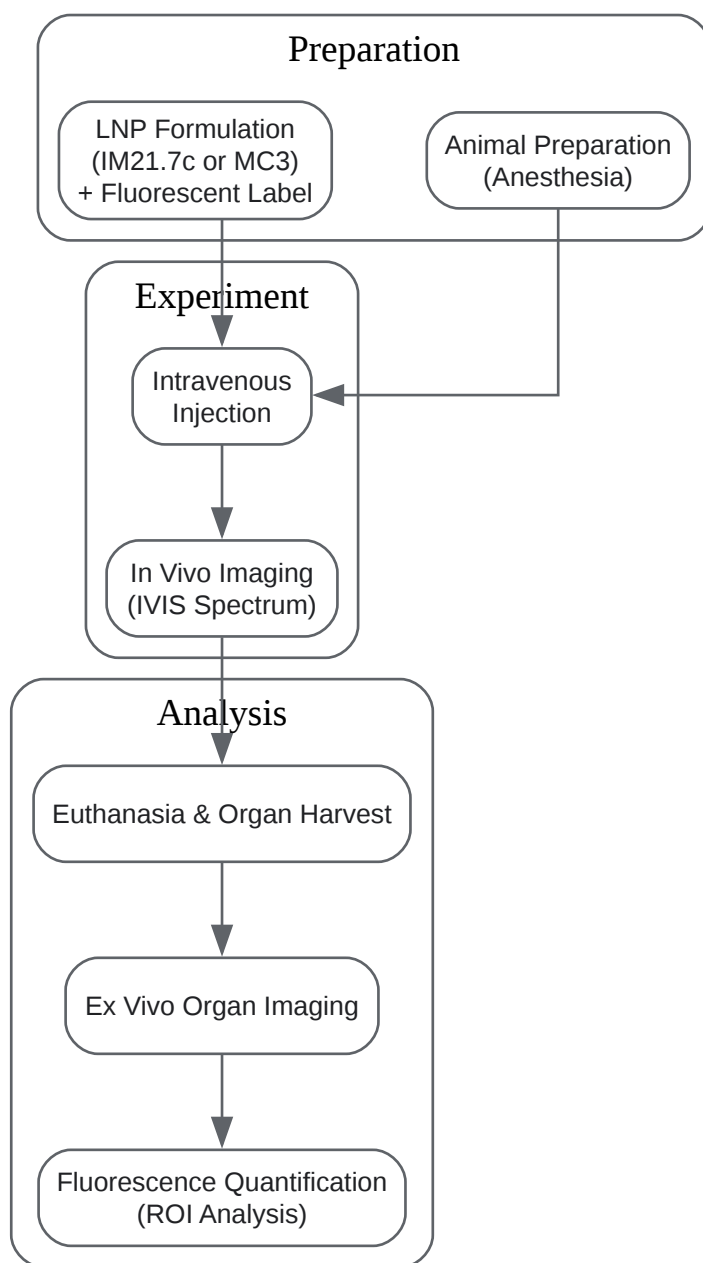 Preparation
LNP Formulation
(IM21.7c or MC3)
+ Fluorescent Label
Animal Preparation
(Anesthesia)
Experiment
Intravenous
Injection
In Vivo Imaging
(IVIS Spectrum)
Analysis
Euthanasia & Organ Harvest
Ex Vivo Organ Imaging
Fluorescence Quantification
(ROI Analysis)